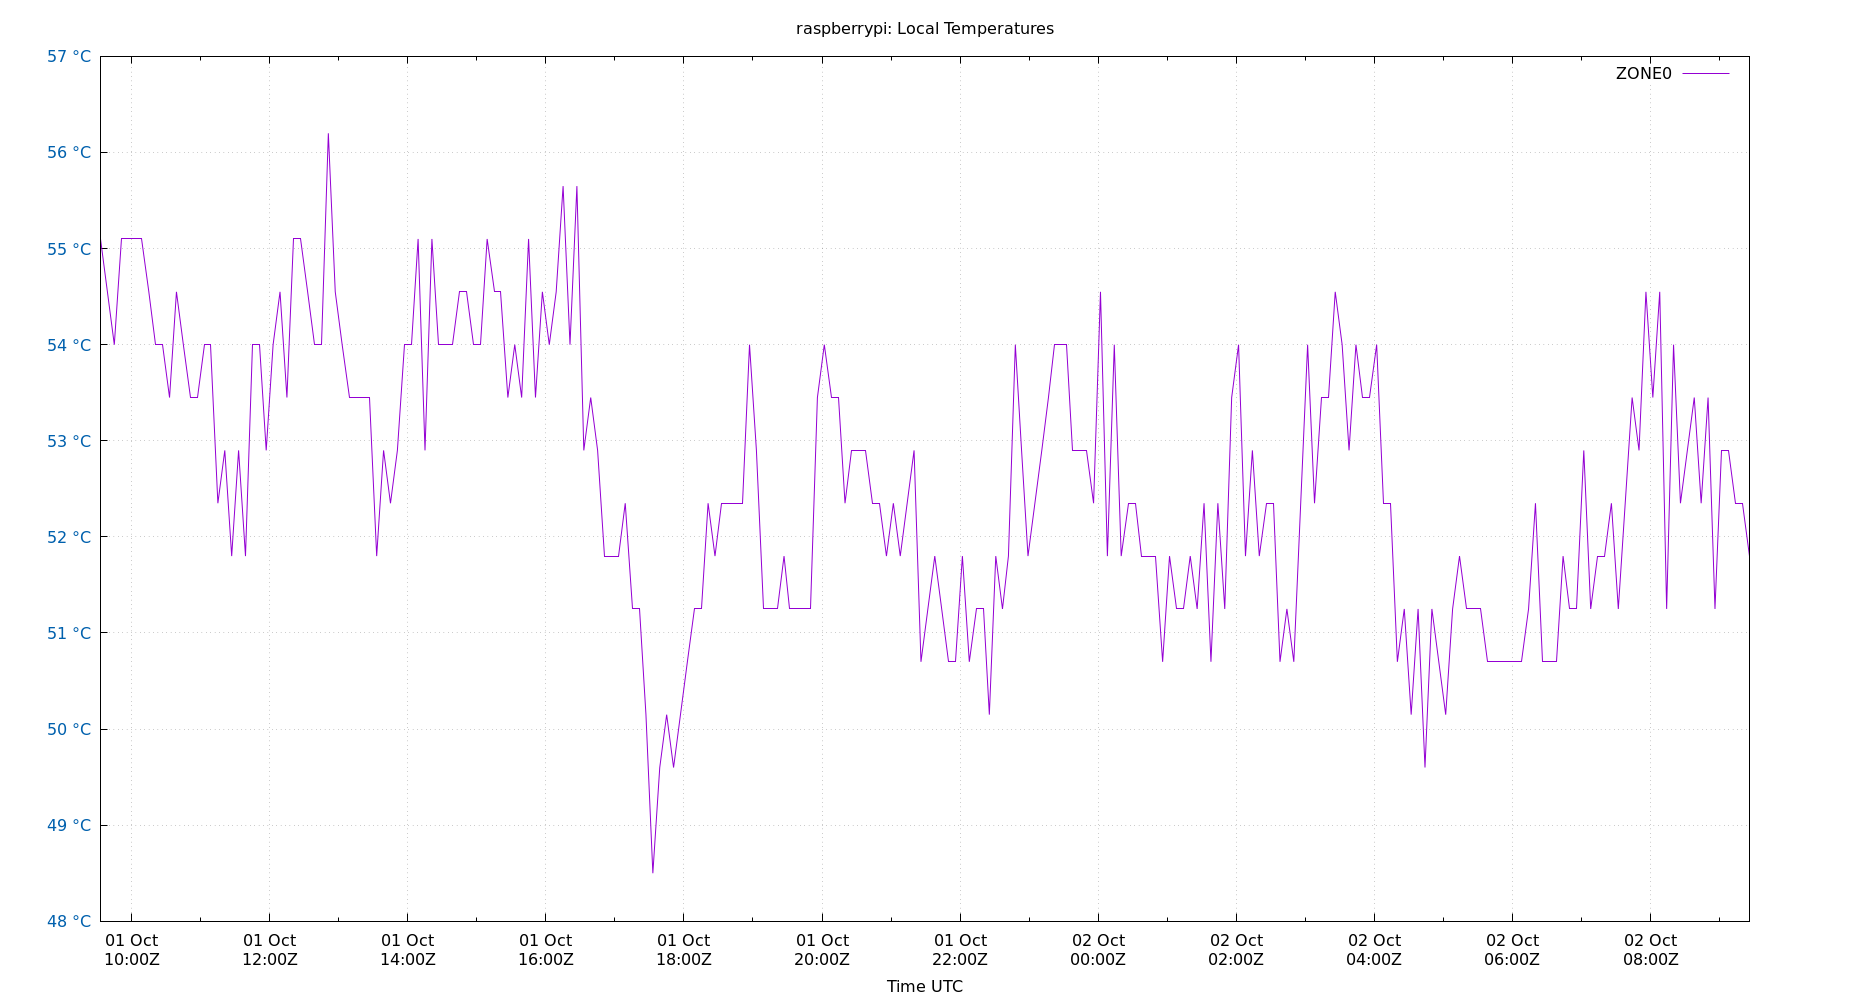 raspberrypi: Local Temperatures
57 °C
ZONE0
56 °C
55 °C
54 °C
53 °C
52 °C
51 °C
50 °C
49 °C
48 °C
01 Oct 01 Oct 01 Oct 01 Oct 01 Oct 01 Oct 01 Oct 02 Oct 02 Oct 02 Oct 02 Oct 02 Oct
10:00Z 12:00Z 14:00Z 16:00Z 18:00Z 20:00Z 22:00Z 00:00Z 02:00Z 04:00Z 06:00Z 08:00Z
Time UTC